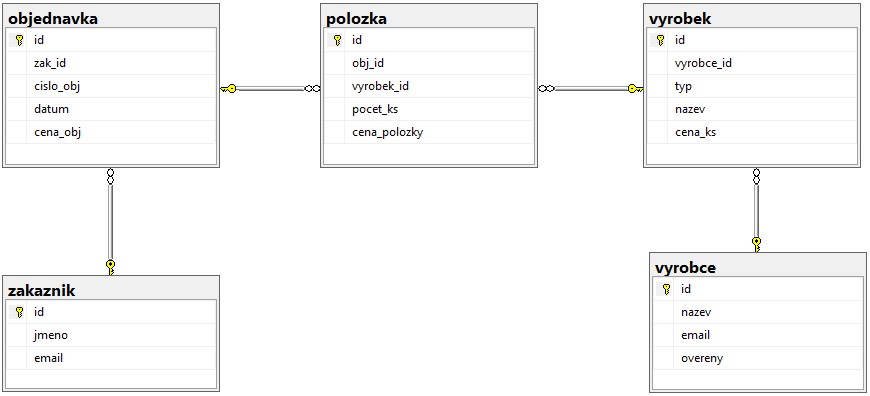 objednavka
id
zak_id
cislo_obj
datum
cena_obj
polozka
id
obj_id
vyrobek_id
pocet_ks
cena_polozky
vyrobek
id
vyrobce_id
typ
nazev
cena_ks
zakaznik
id
jmeno
email
vyrobce
id
nazev
email
overeny